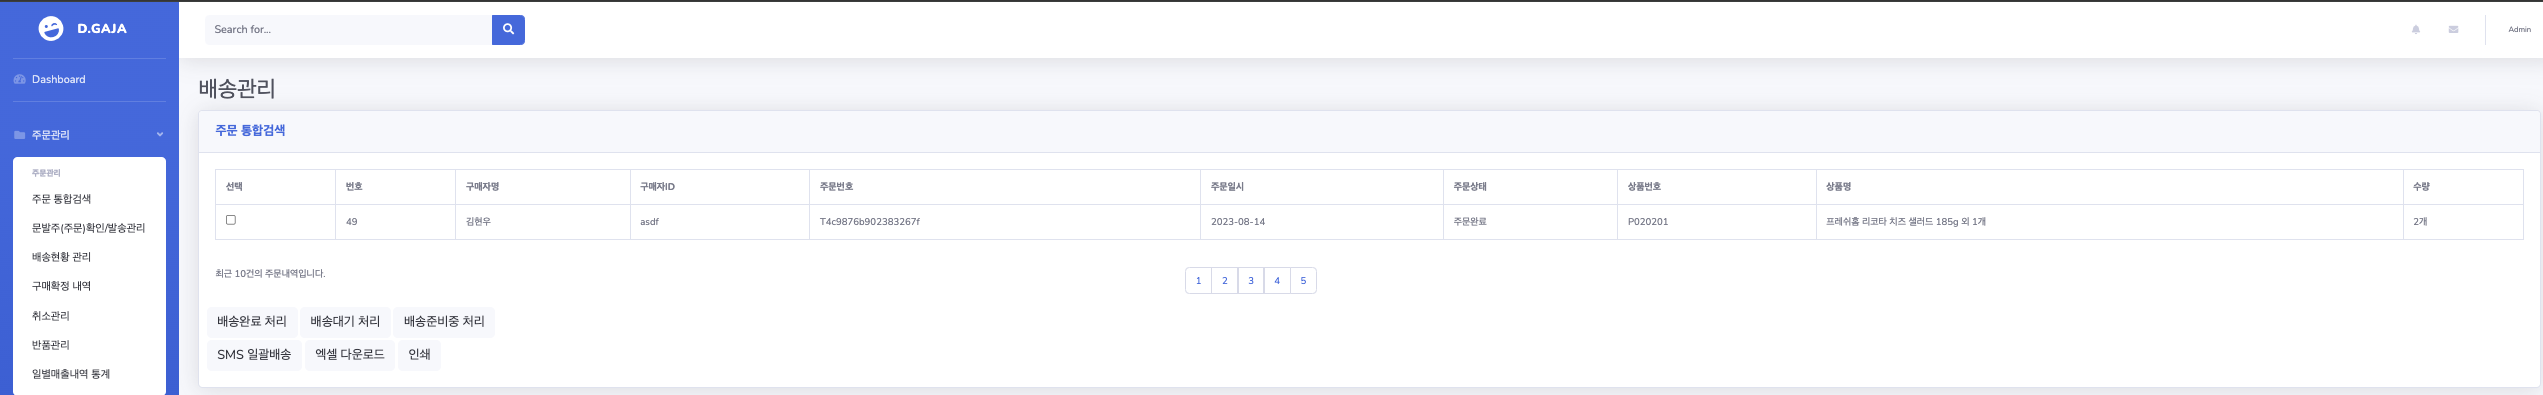 D.GAJA
Search for...
Admin
Dashboard
주문관리
주문관리
주문 통합검색
문발주(주문)확인/발송관리
배송현황 관리
구매확정 내역
취소관리
반품관리
일별매출내역 통계
배송관리
주문 통합검색
선택 번호 구매자명 구매자ID 주문번호 주문일시 주문상태 상품번호 상품명 수량
49 김현우 asdf T4c9876b902383267f 2023-08-14 주문완료 P020201 프레쉬홈 리코타 치즈 샐러드 185g 외 1개 2개
최근 10건의 주문내역입니다.
1 2 3 4 5
배송완료 처리 배송대기 처리 배송준비중 처리
SMS 일괄배송 엑셀 다운로드 인쇄